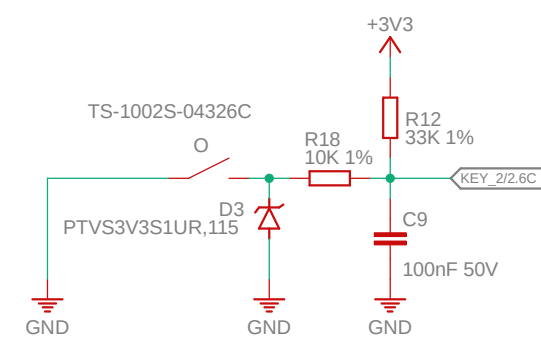 +3V3
TS-1002S-04326C
O
R12
33K 1%
R18
10K 1%
KEY_2/2.6C
D3
PTVS3V3S1UR,115
C9
100nF 50V
GND
GND
GND